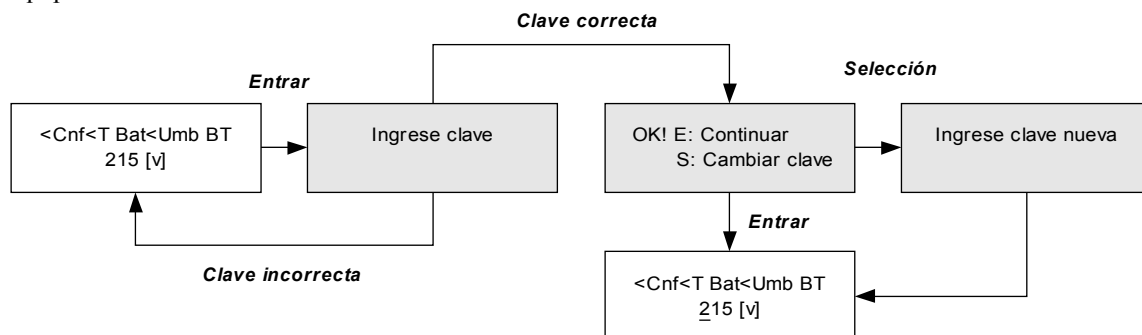 Clave correcta
Entrar
Selección
<Cnf<T Bat<Umb BT
215 [v]
Ingrese clave
OK! E: Continuar
S: Cambiar clave
Ingrese clave nueva
Entrar
Clave incorrecta
<Cnf<T Bat<Umb BT
215 [v]